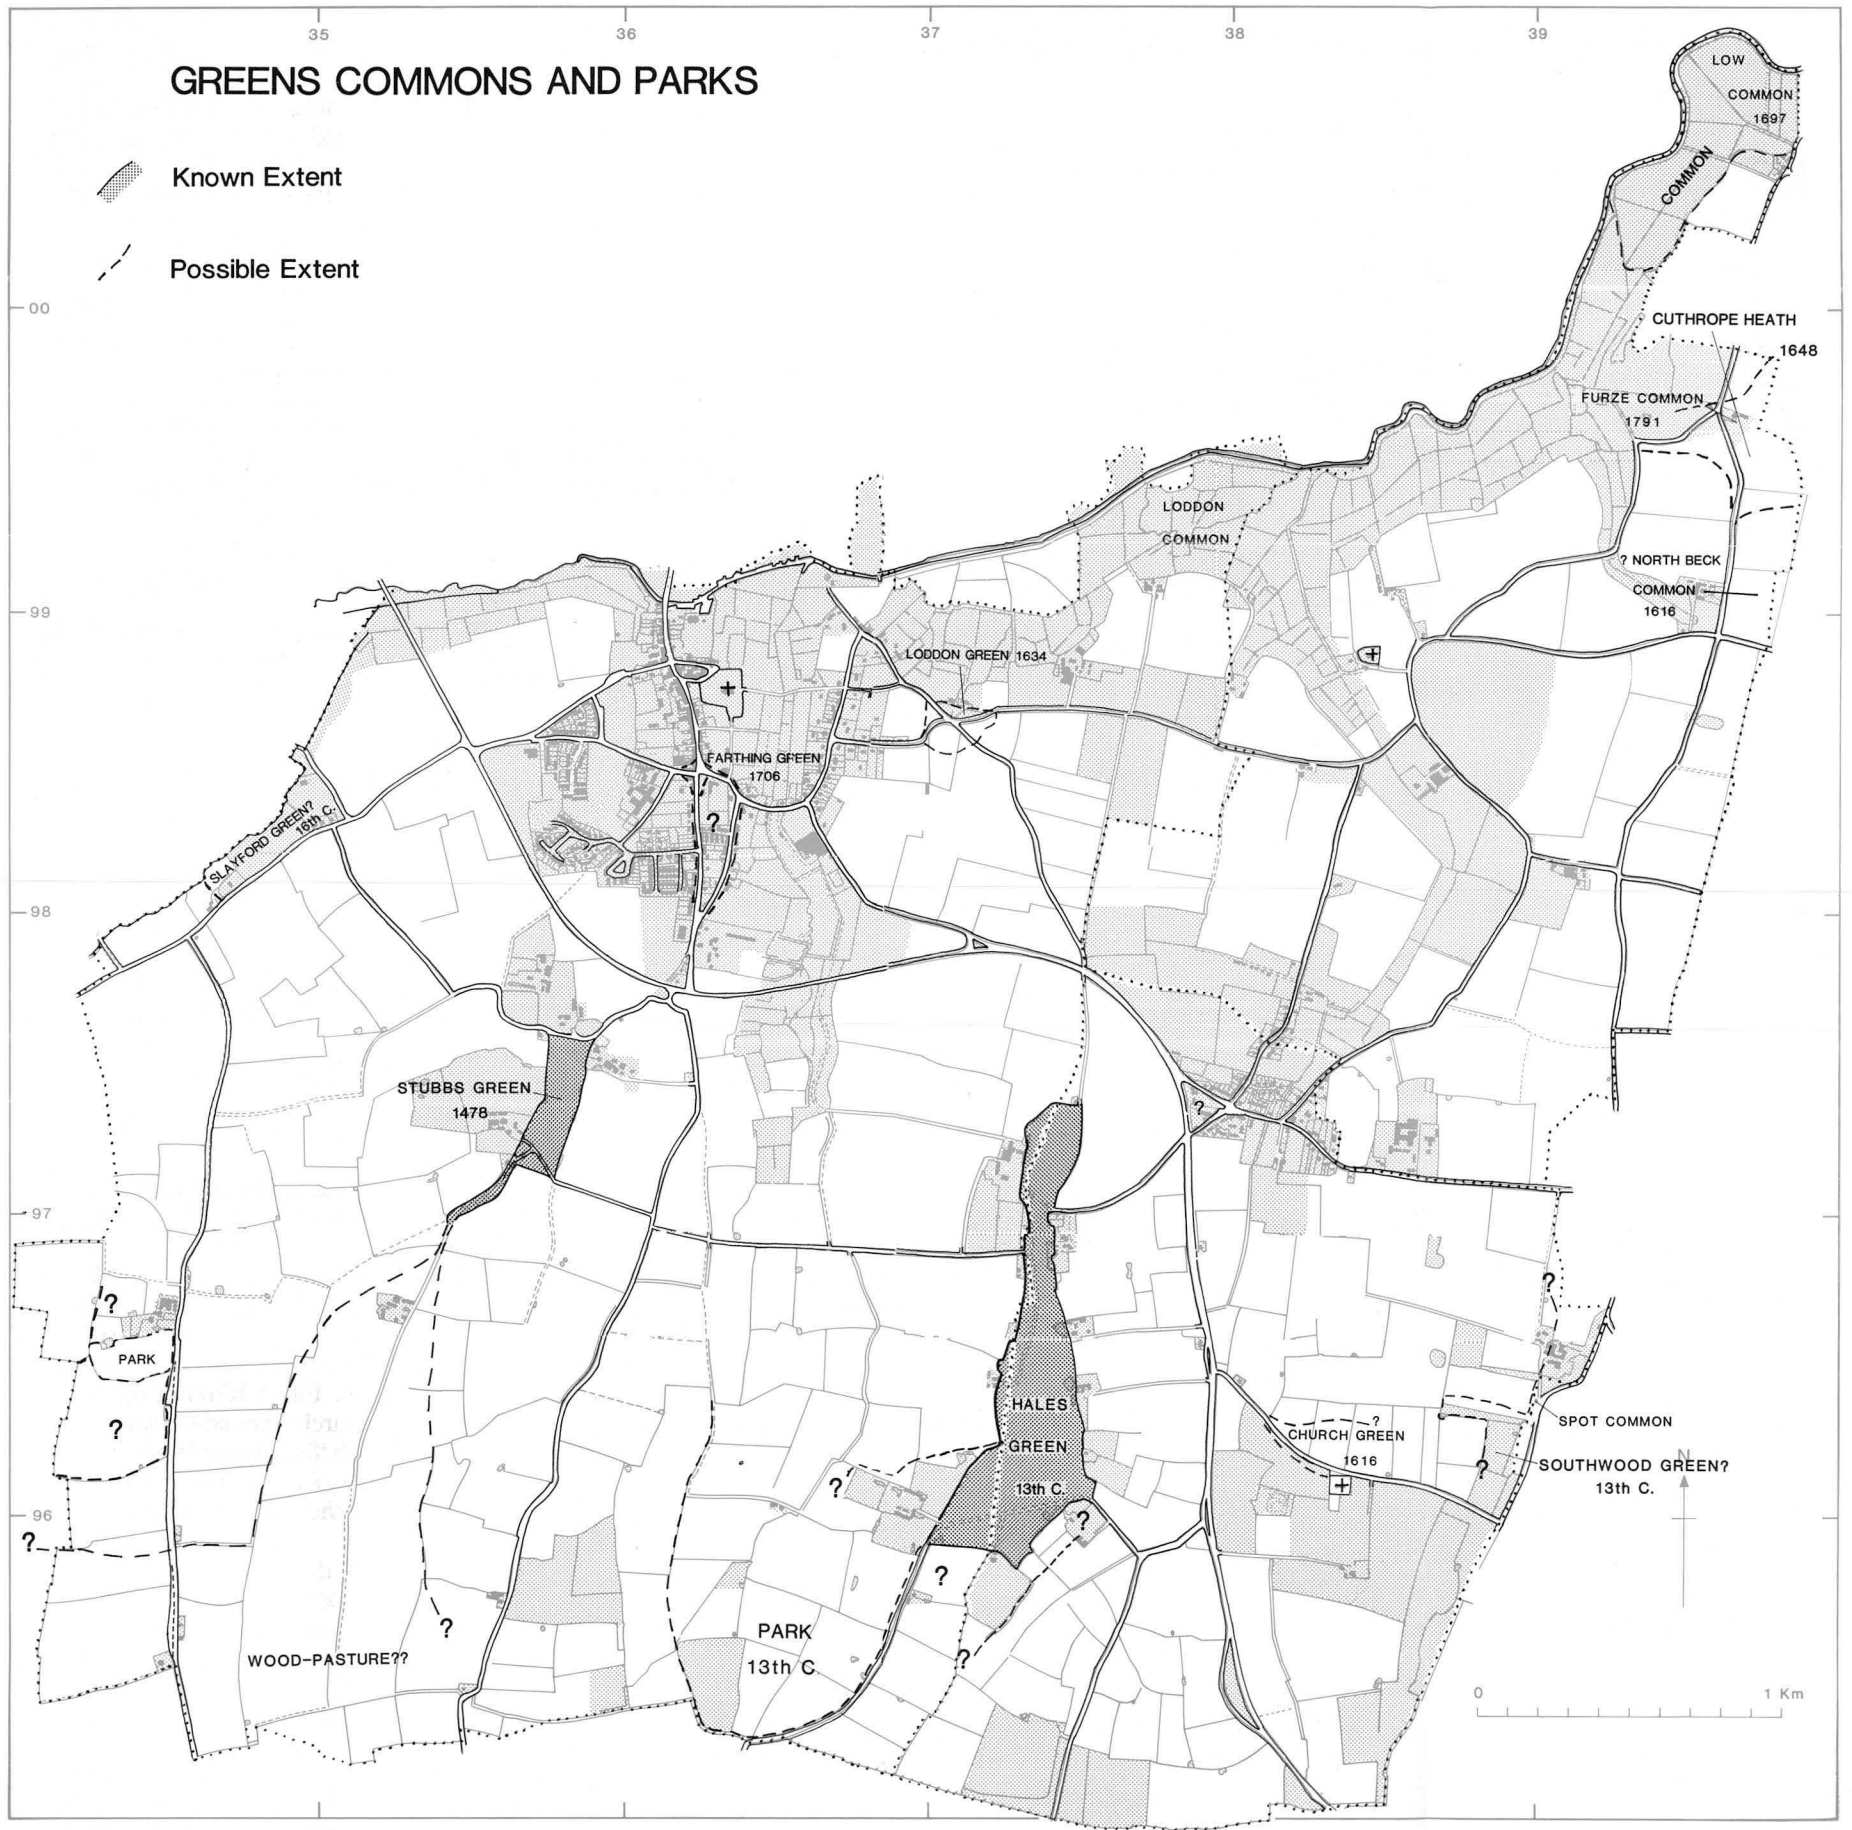 35 36 37 38 39
GREENS COMMONS AND PARKS
LOW
COMMON
1697
Known Extent
COMMON
Possible Extent
00
CUTHROPE HEATH
1648
FURZE COMMON
1791
LODDON
COMMON
? NORTH BECK
COMMON
1616
99
LODDON GREEN 1634
FARTHING GREEN
1706
?
SLAYFORD GREEN?
16th C.
98
STUBBS GREEN
1478
?
97
?
?
PARK
?
HALES
GREEN
13th C.
?
CHURCH GREEN
1616
SPOT COMMON
SOUTHWOOD GREEN?
13th C.
?
N
?
96
?
?
?
?
PARK
13th C
?
WOOD-PASTURE??
0 1 Km